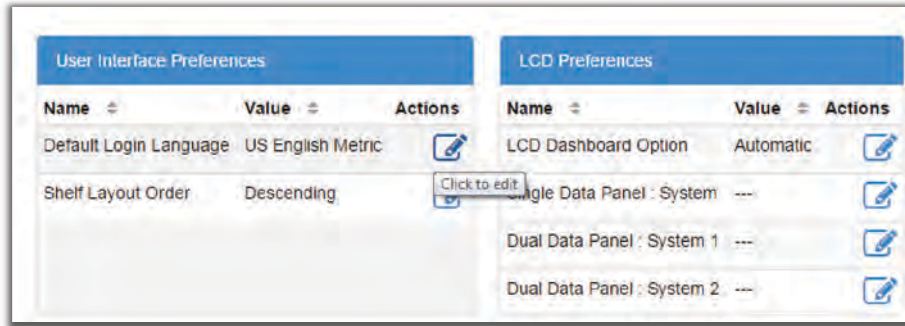 User Interface Preferences
Name Value Actions
Default Login Language US English Metric
Click to edit
Shelf Layout Order Descending
LCD Preferences
Name Value Actions
LCD Dashboard Option Automatic
Single Data Panel : System ---
Dual Data Panel : System 1 ---
Dual Data Panel : System 2 ---